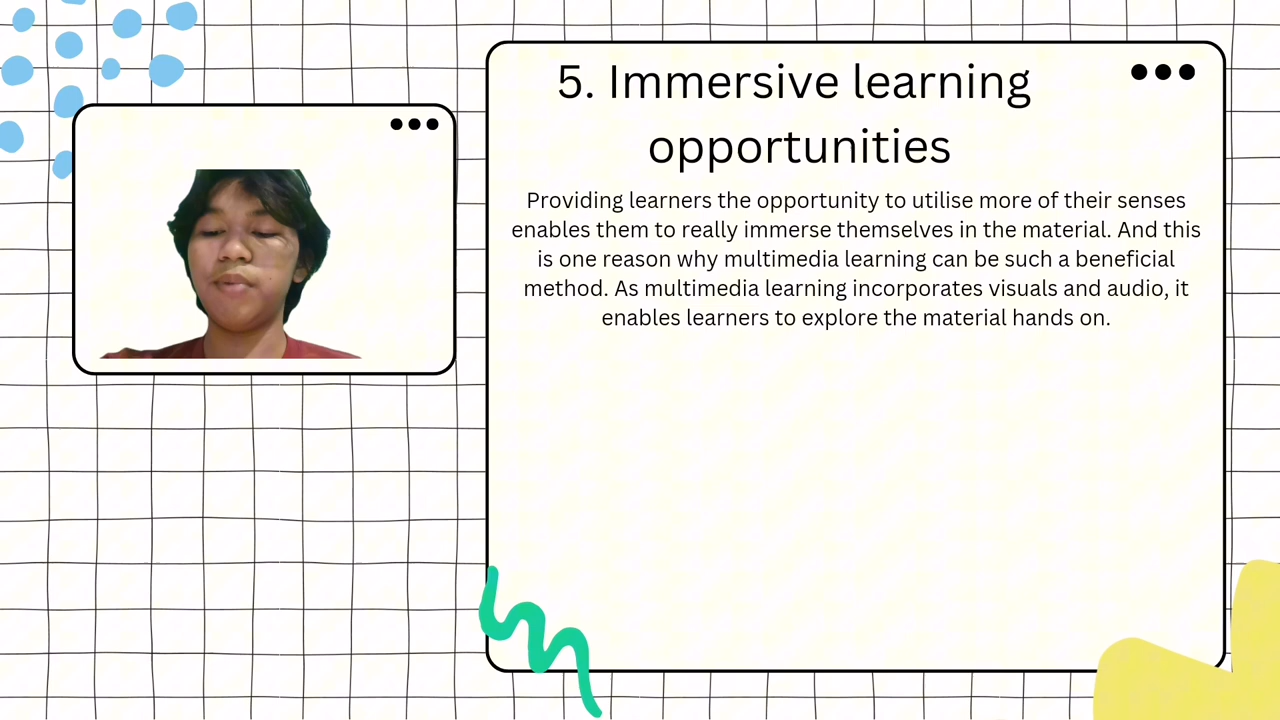 5. Immersive learning
opportunities
Providing learners the opportunity to utilise more of their senses
enables them to really immerse themselves in the material. And this
is one reason why multimedia learning can be such a beneficial
method. As multimedia learning incorporates visuals and audio, it
enables learners to explore the material hands on.